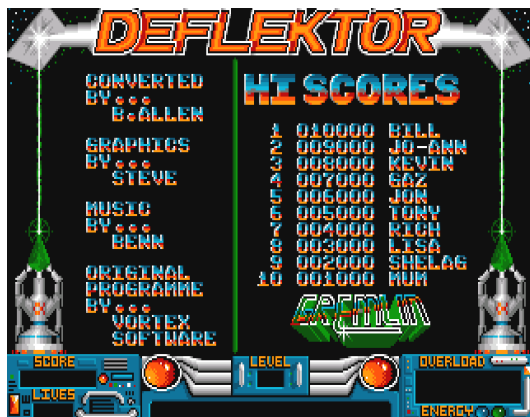 DEFLEKTOR
CONVERTED
BY...
B.ALLEN
GRAPHICS
BY...
STEVE
MUSIC
BY...
BENN
ORIGINAL
PROGRAMME
BY...
VORTEX
SOFTWARE
HI SCORES
1 010000 BILL
2 009000 JO-ANN
3 008000 KEVIN
4 007000 GAZ
5 006000 JON
6 005000 TONY
7 004000 RICH
8 003000 LISA
9 002000 SHELAG
10 001000 MUM
GREMLIN
SCORE
LIVES
LEVEL
OVERLOAD
ENERGY